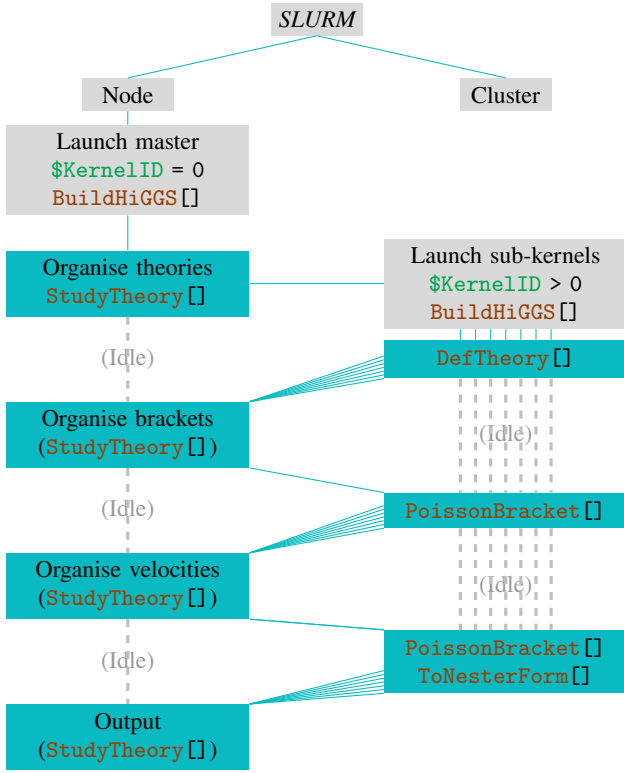 SLURM
Node
Cluster
Launch master
$KernelID = 0
BuildHiGGS[]
Organise theories
StudyTheory[]
Launch sub-kernels
$KernelID > 0
BuildHiGGS[]
(Idle)
DefTheory[]
Organise brackets
(StudyTheory[])
(Idle)
(Idle)
PoissonBracket[]
Organise velocities
(StudyTheory[])
(Idle)
(Idle)
PoissonBracket[]
ToNesterForm[]
Output
(StudyTheory[])